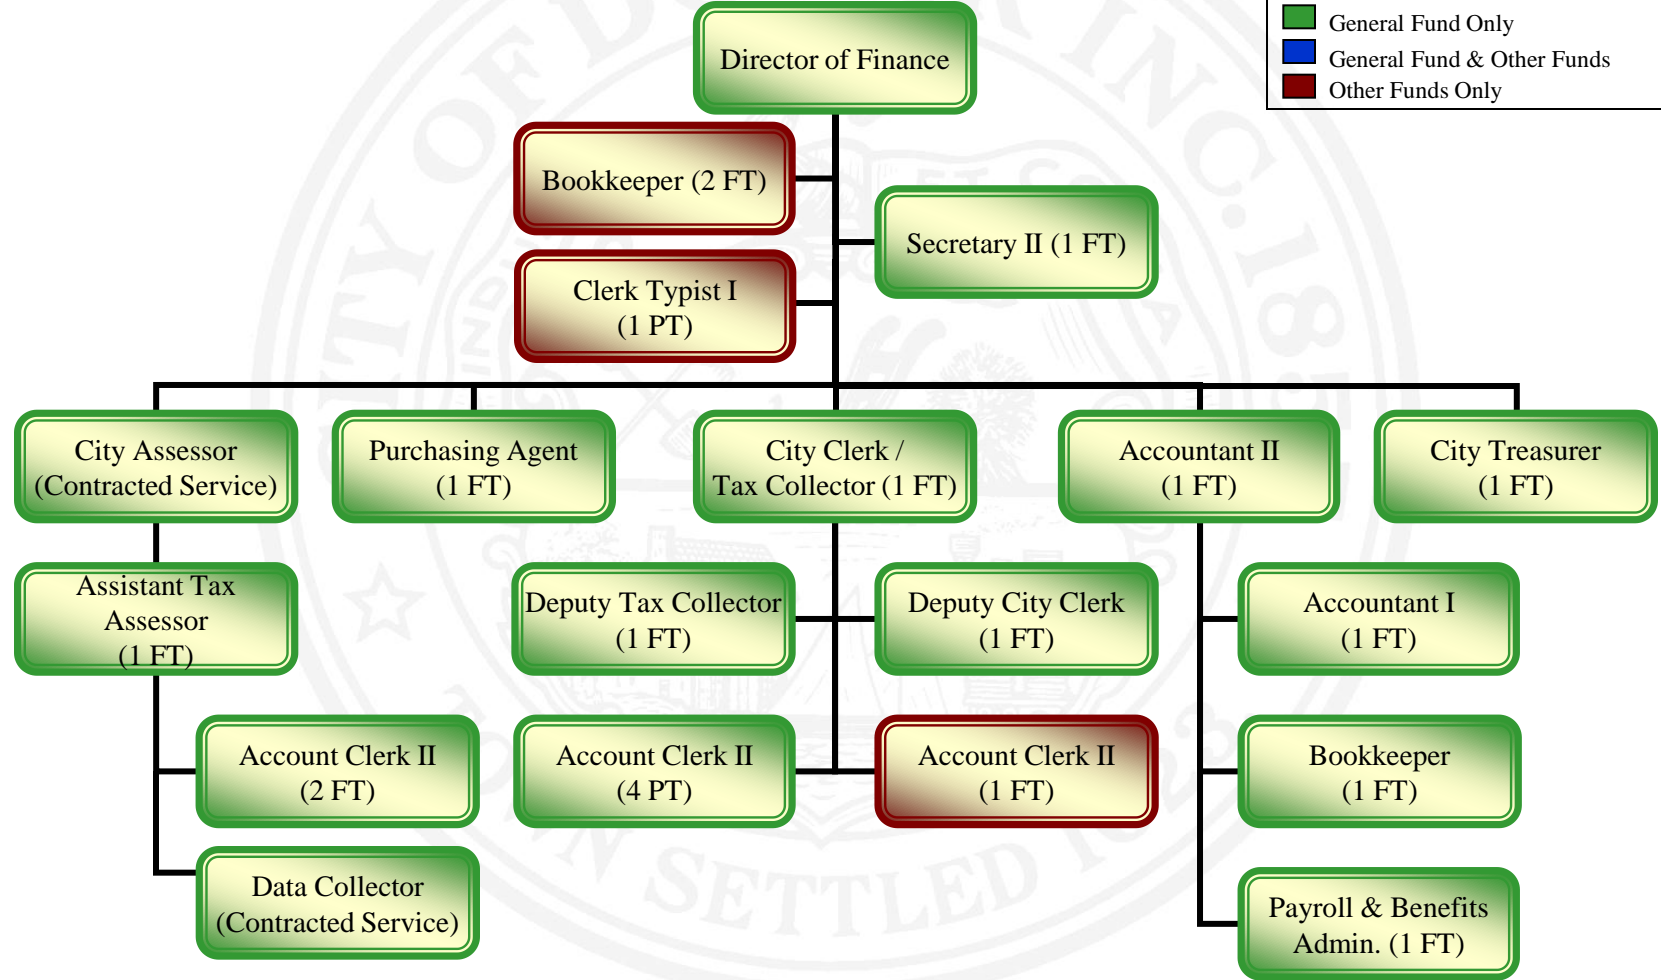 General Fund Only
General Fund & Other Funds
Other Funds Only
Director of Finance
Bookkeeper (2 FT)
Secretary II (1 FT)
Clerk Typist I
(1 PT)
City Assessor
(Contracted Service)
Purchasing Agent
(1 FT)
City Clerk /
Tax Collector (1 FT)
Accountant II
(1 FT)
City Treasurer
(1 FT)
Assistant Tax
Assessor
(1 FT)
Deputy Tax Collector
(1 FT)
Deputy City Clerk
(1 FT)
Accountant I
(1 FT)
Account Clerk II
(2 FT)
Account Clerk II
(4 PT)
Account Clerk II
(1 FT)
Bookkeeper
(1 FT)
Data Collector
(Contracted Service)
Payroll & Benefits
Admin. (1 FT)